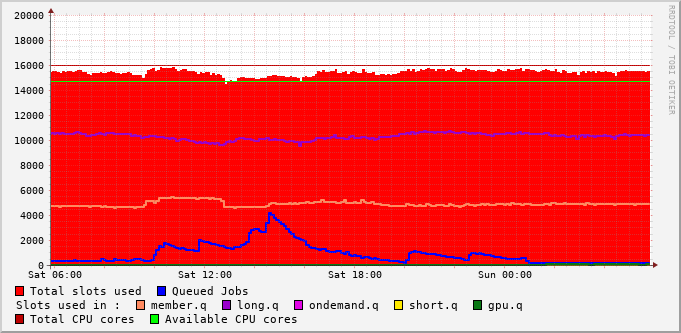 RRDTOOL / TOBI OETIKER
20000
18000
16000
14000
12000
10000
8000
6000
4000
2000
0
Sat 06:00 Sat 12:00 Sat 18:00 Sun 00:00
Total slots used Queued Jobs
Slots used in : member.q long.q ondemand.q short.q gpu.q
Total CPU cores Available CPU cores